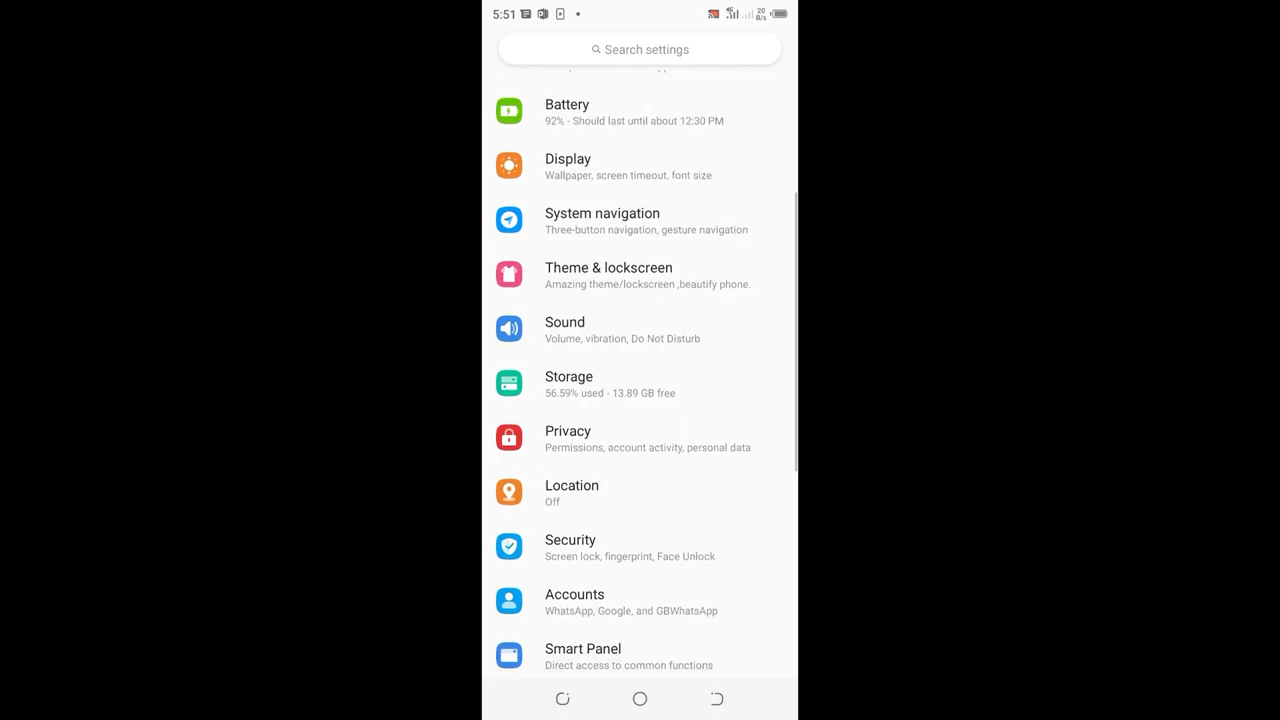 5:51
20
B/s
4G
Search settings
Battery
92% - Should last until about 12:30 PM
Display
Wallpaper, screen timeout, font size
System navigation
Three-button navigation, gesture navigation
Theme & lockscreen
Amazing theme/lockscreen ,beautify phone.
Sound
Volume, vibration, Do Not Disturb
Storage
56.59% used - 13.89 GB free
Privacy
Permissions, account activity, personal data
Location
Off
Security
Screen lock, fingerprint, Face Unlock
Accounts
WhatsApp, Google, and GBWhatsApp
Smart Panel
Direct access to common functions